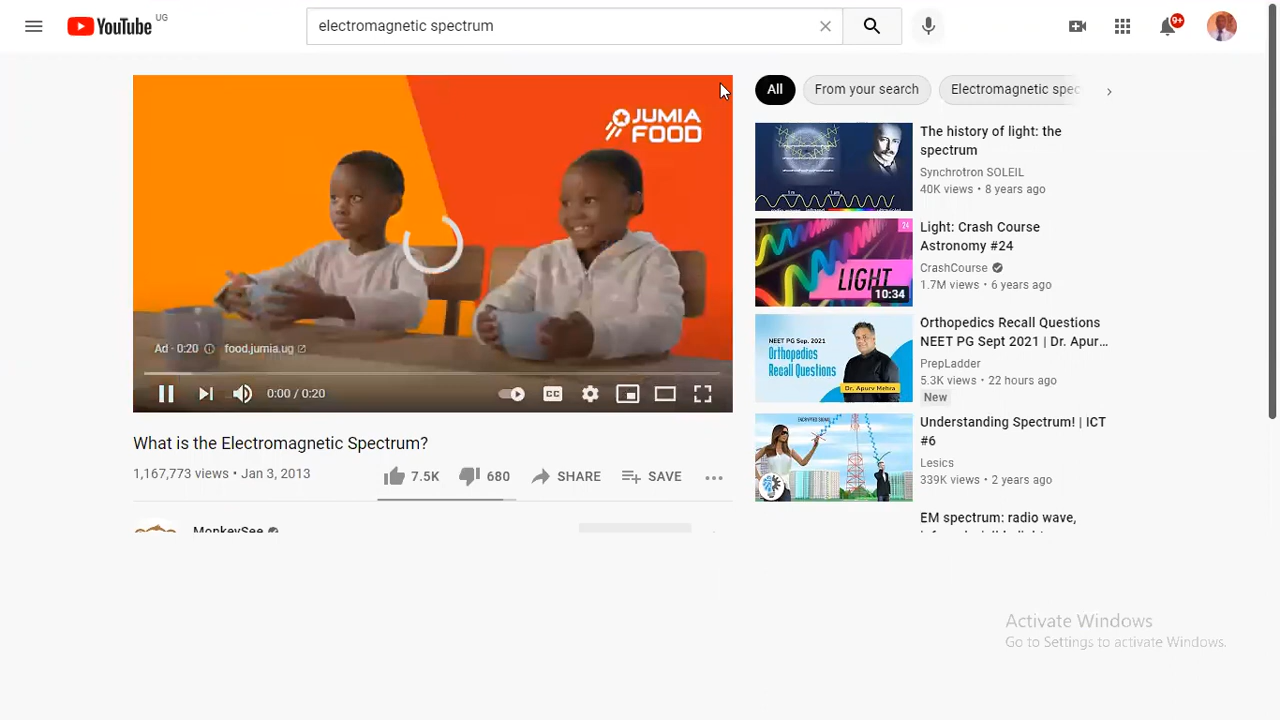 YouTube UG
electromagnetic spectrum
9+
JUMIA
FOOD
Ad · 0:20 food.jumia.ug
0:00 / 0:20
CC
What is the Electromagnetic Spectrum?
1,167,773 views • Jan 3, 2013
7.5K 680 SHARE SAVE
MonkeySee
All From your search Electromagnetic spec
The history of light: the
spectrum
Synchrotron SOLEIL
40K views • 8 years ago
24
LIGHT
10:34
Light: Crash Course
Astronomy #24
CrashCourse
1.7M views • 6 years ago
NEET PG Sep. 2021
Orthopedics
Recall Questions
Dr. Apurv Mehra
Orthopedics Recall Questions
NEET PG Sept 2021 | Dr. Apur...
PrepLadder
5.3K views • 22 hours ago
New
ENCRYPTED SIGNAL
Understanding Spectrum! | ICT
#6
Lesics
339K views • 2 years ago
EM spectrum: radio wave,
Activate Windows
Go to Settings to activate Windows.